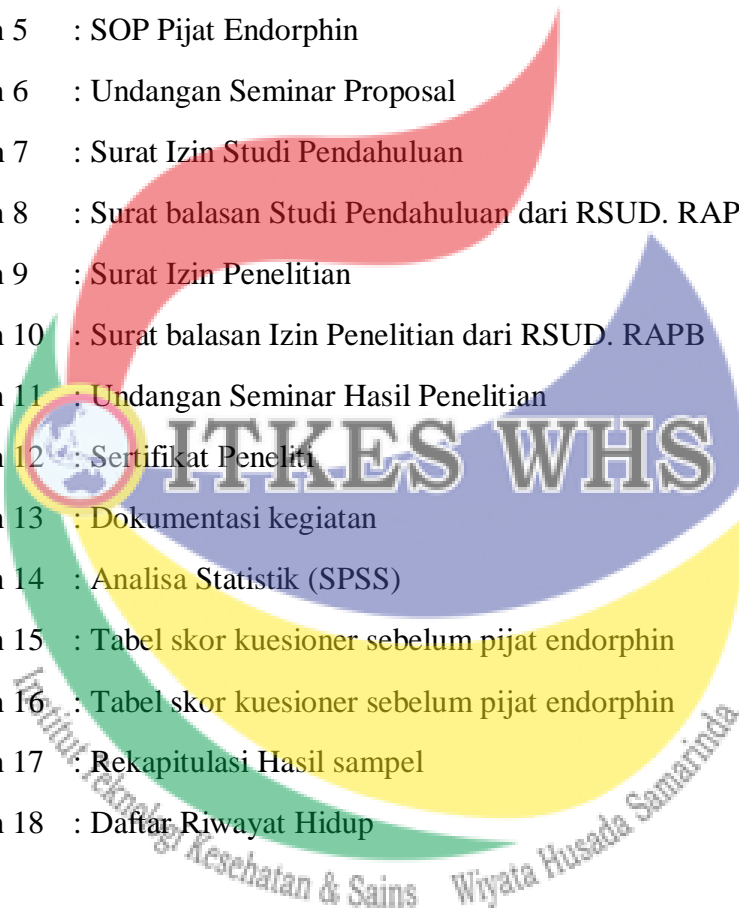 n 5 : SOP Pijat Endorphin
n 6 : Undangan Seminar Proposal
n 7 : Surat Izin Studi Pendahuluan
n 8 : Surat balasan Studi Pendahuluan dari RSUD. RAP
n 9 : Surat Izin Penelitian
n 10 : Surat balasan Izin Penelitian dari RSUD. RAPB
n 11 : Undangan Seminar Hasil Penelitian
ITKES WHS
n 12 : Sertifikat Peneliti
n 13 : Dokumentasi kegiatan
n 14 : Analisa Statistik (SPSS)
n 15 : Tabel skor kuesioner sebelum pijat endorphin
n 16 : Tabel skor kuesioner sebelum pijat endorphin
n 17 : Rekapitulasi Hasil sampel
n 18 : Daftar Riwayat Hidup
Institut Teknologi Kesehatan & Sains Wiyata Husada Samarinda